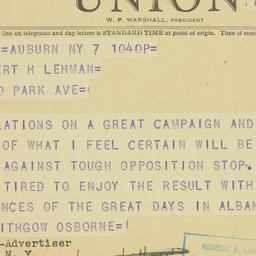 UNION
W. P. MARSHALL, PRESIDENT
line on telegrams and day letters is STANDARD TIME at point of origin. Time of rece
=AUBURN NY 7 1040P=
ERT H LEHMAN=
PARK AVE=
LATIONS ON A GREAT CAMPAIGN AND
OF WHAT I FEEL CERTAIN WILL BE
AGAINST TOUGH OPPOSITION STOP.
TIRED TO ENJOY THE RESULT WITH
NCES OF THE GREAT DAYS IN ALBAN
ITHGOW OSBORNE=
-Advertiser
N. Y.
HERBERT H. LEH